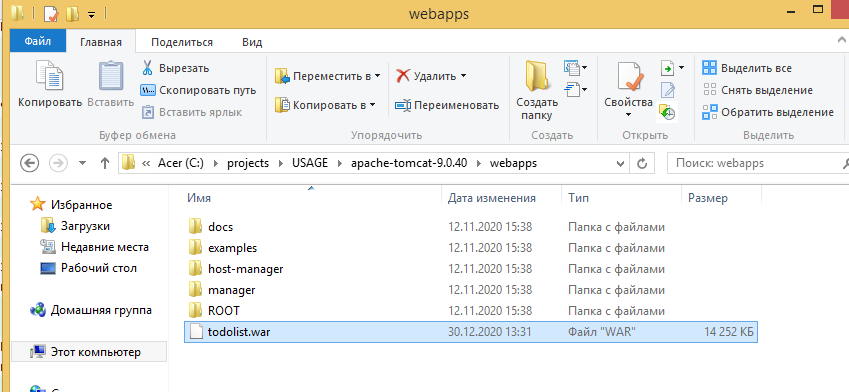 webapps
Файл Главная Поделиться Вид
Копировать
Вставить
Вырезать
Скопировать путь
Вставить ярлык
Буфер обмена
Переместить в
Копировать в
Удалить
Переименовать
Упорядочить
Создать папку
Создать
Свойства
Открыть
Выделить все
Снять выделение
Обратить выделение
Выделить
« Acer (C:) projects USAGE apache-tomcat-9.0.40 webapps
Поиск: webapps
Избранное
Загрузки
Недавние места
Рабочий стол
Домашняя группа
Этот компьютер
Имя Дата изменения Тип Размер
docs 12.11.2020 15:38 Папка с файлами
examples 12.11.2020 15:38 Папка с файлами
host-manager 12.11.2020 15:38 Папка с файлами
manager 12.11.2020 15:38 Папка с файлами
ROOT 12.11.2020 15:38 Папка с файлами
todolist.war 30.12.2020 13:31 Файл "WAR" 14 252 КБ